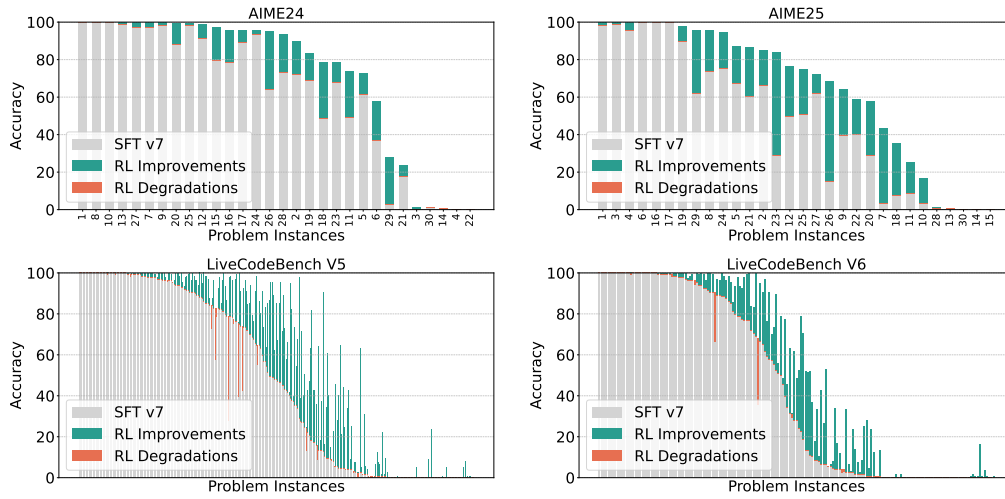 AIME24
Accuracy
100
80
60
40
20
0
SFT v7
RL Improvements
RL Degradations
1 8 10 13 27 7 9 20 25 12 15 16 17 24 26 28 2 19 18 23 11 5 6 29 21 3 30 14 4 22
Problem Instances
AIME25
Accuracy
100
80
60
40
20
0
SFT v7
RL Improvements
RL Degradations
1 3 4 6 16 17 19 29 8 24 5 21 2 23 12 25 27 26 9 22 20 7 18 11 10 28 13 30 14 15
Problem Instances
LiveCodeBench V5
Accuracy
100
80
60
40
20
0
SFT v7
RL Improvements
RL Degradations
Problem Instances
LiveCodeBench V6
Accuracy
100
80
60
40
20
0
SFT v7
RL Improvements
RL Degradations
Problem Instances